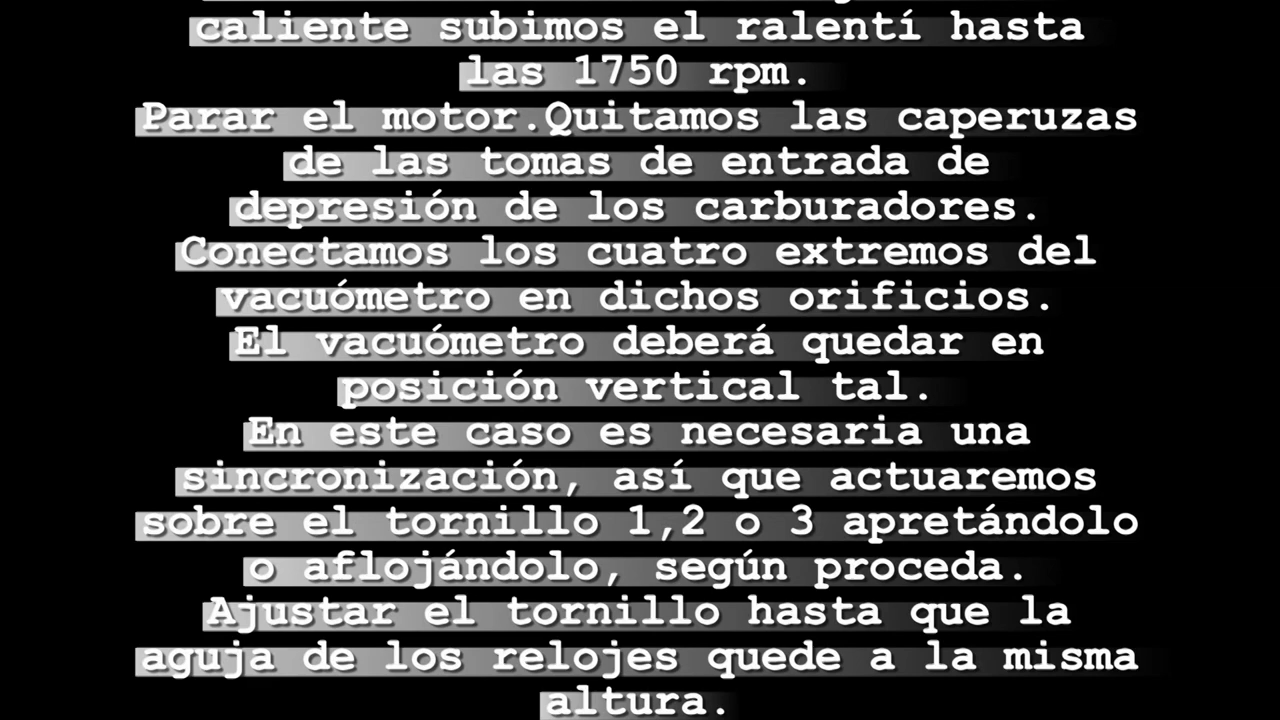 caliente subimos el ralentí hasta
las 1750 rpm.
Parar el motor.Quitamos las caperuzas
de las tomas de entrada de
depresión de los carburadores.
Conectamos los cuatro extremos del
vacuómetro en dichos orificios.
El vacuómetro deberá quedar en
posición vertical tal.
En este caso es necesaria una
sincronización, así que actuaremos
sobre el tornillo 1,2 o 3 apretándolo
o aflojándolo, según proceda.
Ajustar el tornillo hasta que la
aguja de los relojes quede a la misma
altura.